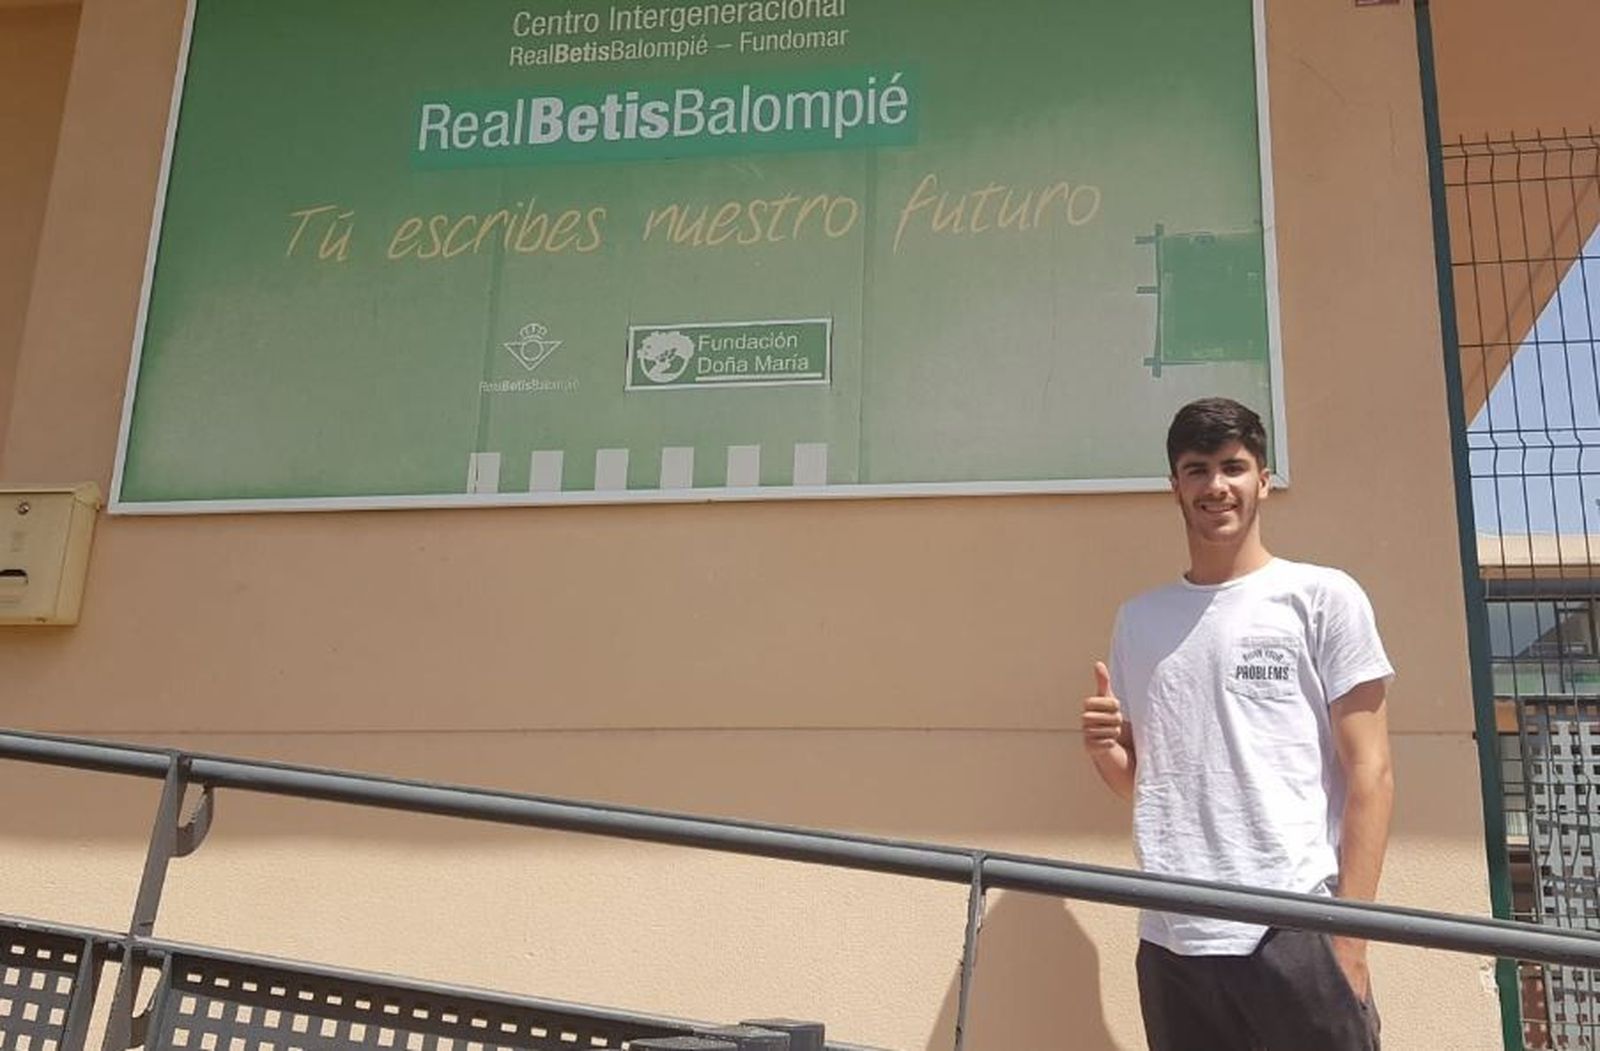 Centro Intergeneracional
RealBetisBalompié – Fundomar
RealBetisBalompié
Tú escribes nuestro futuro
RealBetisBalompié
Fundación
Doña María
PROBLEMS